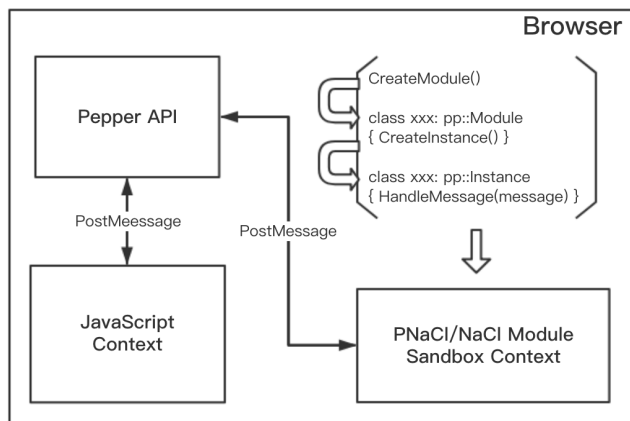 Browser
Pepper API
CreateModule()
class xxx: pp::Module
{ CreateInstance() }
class xxx: pp::Instance
{ HandleMessage(message) }
PostMeessage
PostMessage
JavaScript
Context
PNaCl/NaCl Module
Sandbox Context